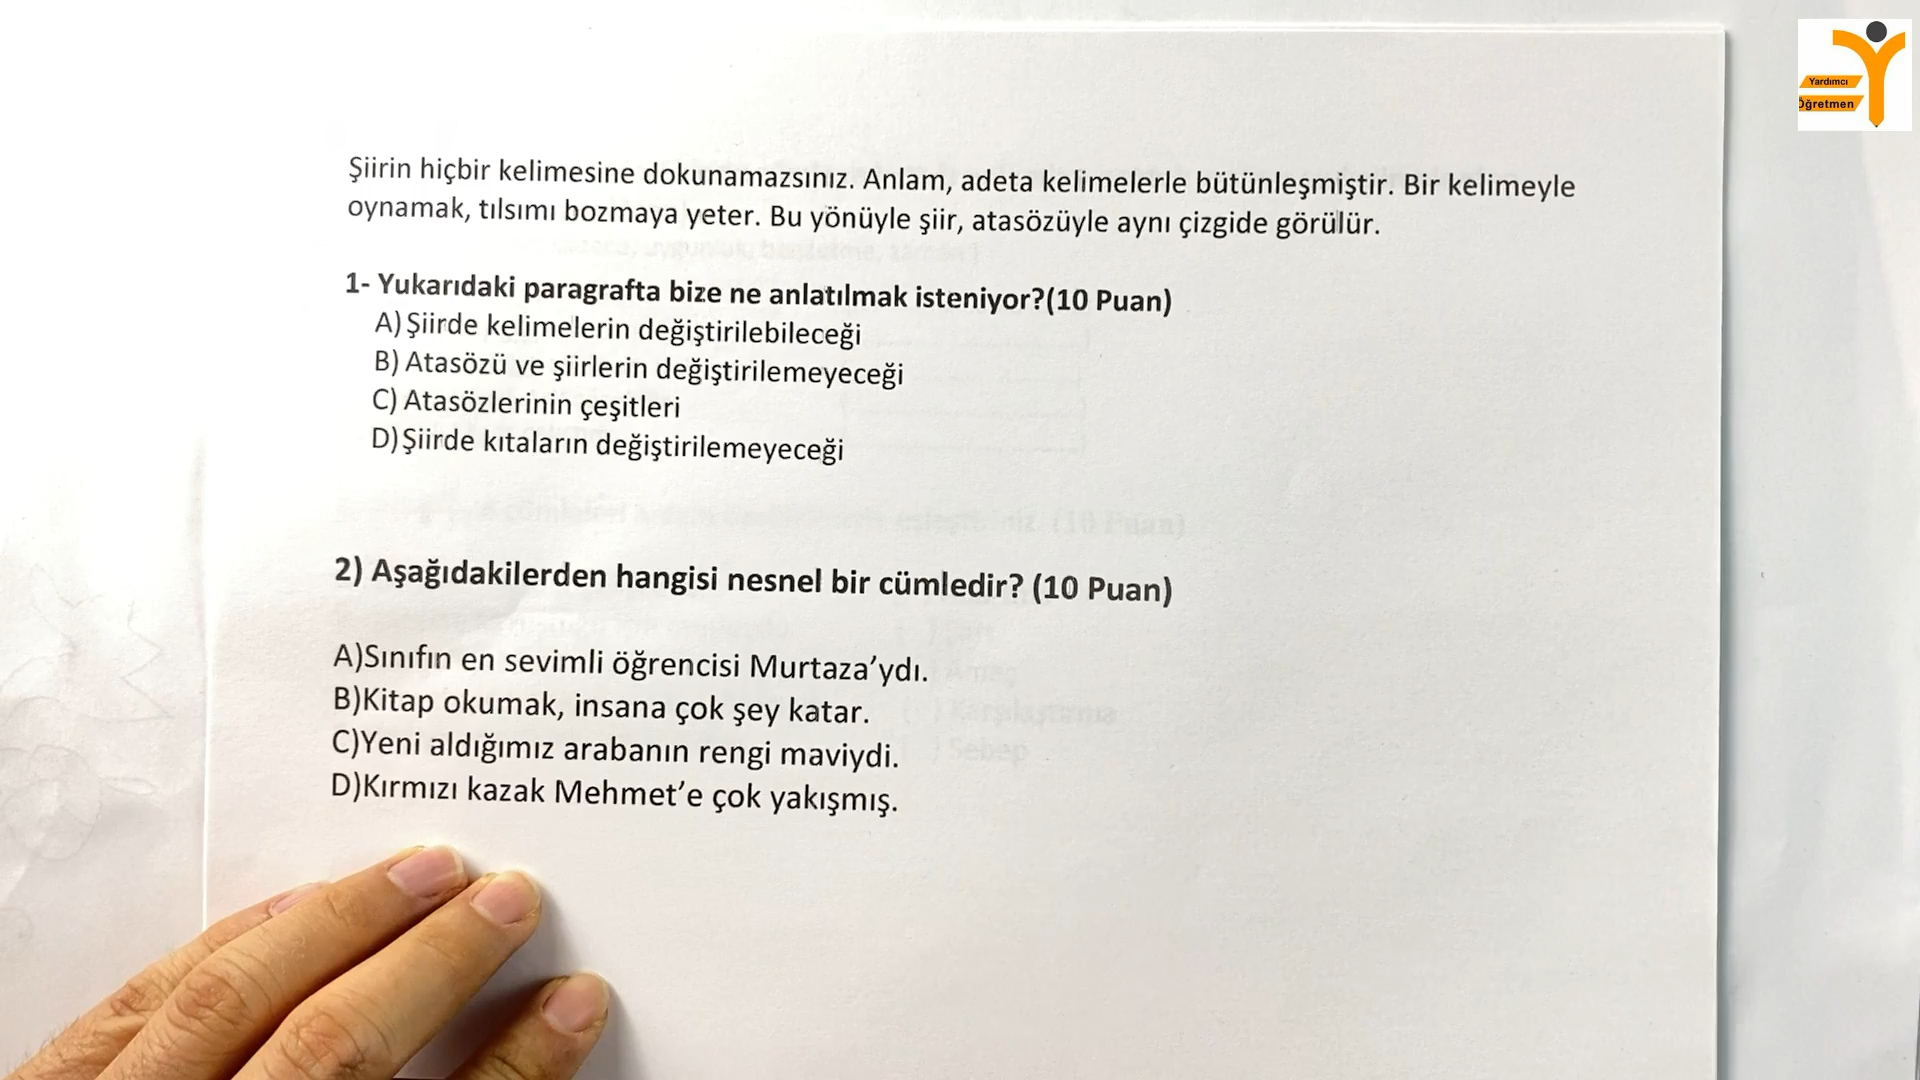 Yardımcı
Öğretmen
Şiirin hiçbir kelimesine dokunamazsınız. Anlam, adeta kelimelerle bütünleşmiştir. Bir kelimeyle
oynamak, tılsımı bozmaya yeter. Bu yönüyle şiir, atasözüyle aynı çizgide görülür.
1- Yukarıdaki paragrafta bize ne anlatılmak isteniyor?(10 Puan)
A) Şiirde kelimelerin değiştirilebileceği
B) Atasözü ve şiirlerin değiştirilemeyeceği
C) Atasözlerinin çeşitleri
D) Şiirde kıtaların değiştirilemeyeceği
2) Aşağıdakilerden hangisi nesnel bir cümledir? (10 Puan)
A)Sınıfın en sevimli öğrencisi Murtaza’ydı.
B)Kitap okumak, insana çok şey katar.
C)Yeni aldığımız arabanın rengi maviydi.
D)Kırmızı kazak Mehmet’e çok yakışmış.